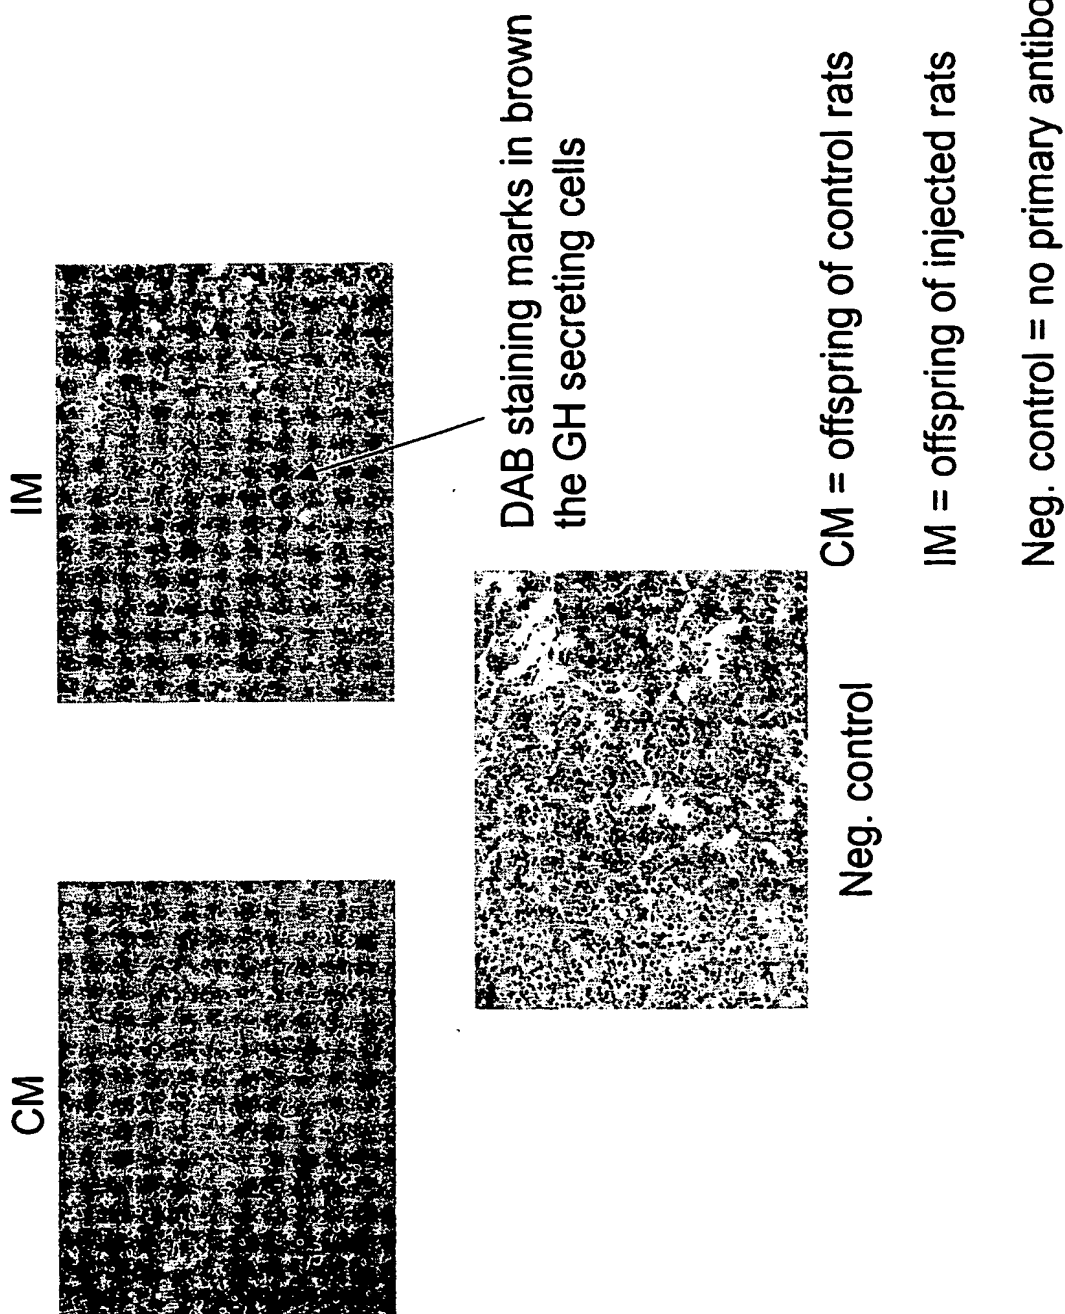 CM
IM
DAB staining marks in brown
the GH secreting cells
Neg. control
CM = offspring of control rats
IM = offspring of injected rats
Neg. control = no primary